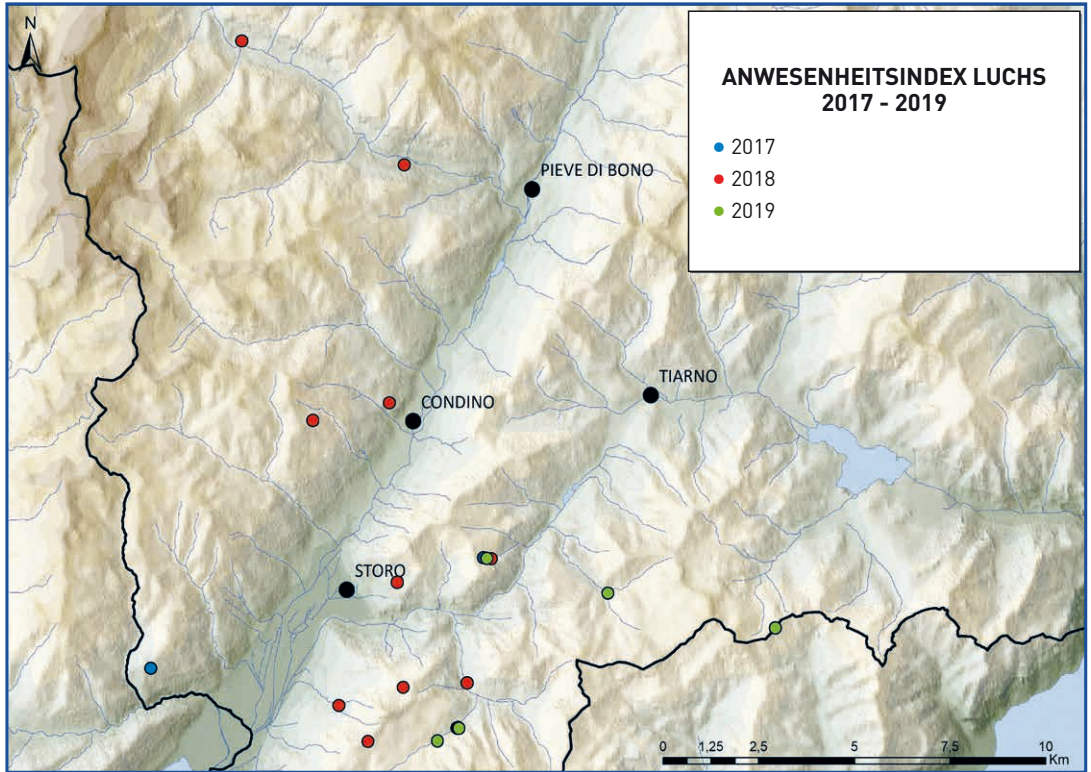 N
ANWESENHEITSINDEX LUCHS
2017 - 2019
2017
2018
2019
PIEVE DI BONO
TIARNO
CONDINO
STORO
0 1,25 2,5 5 7,5 10
Km